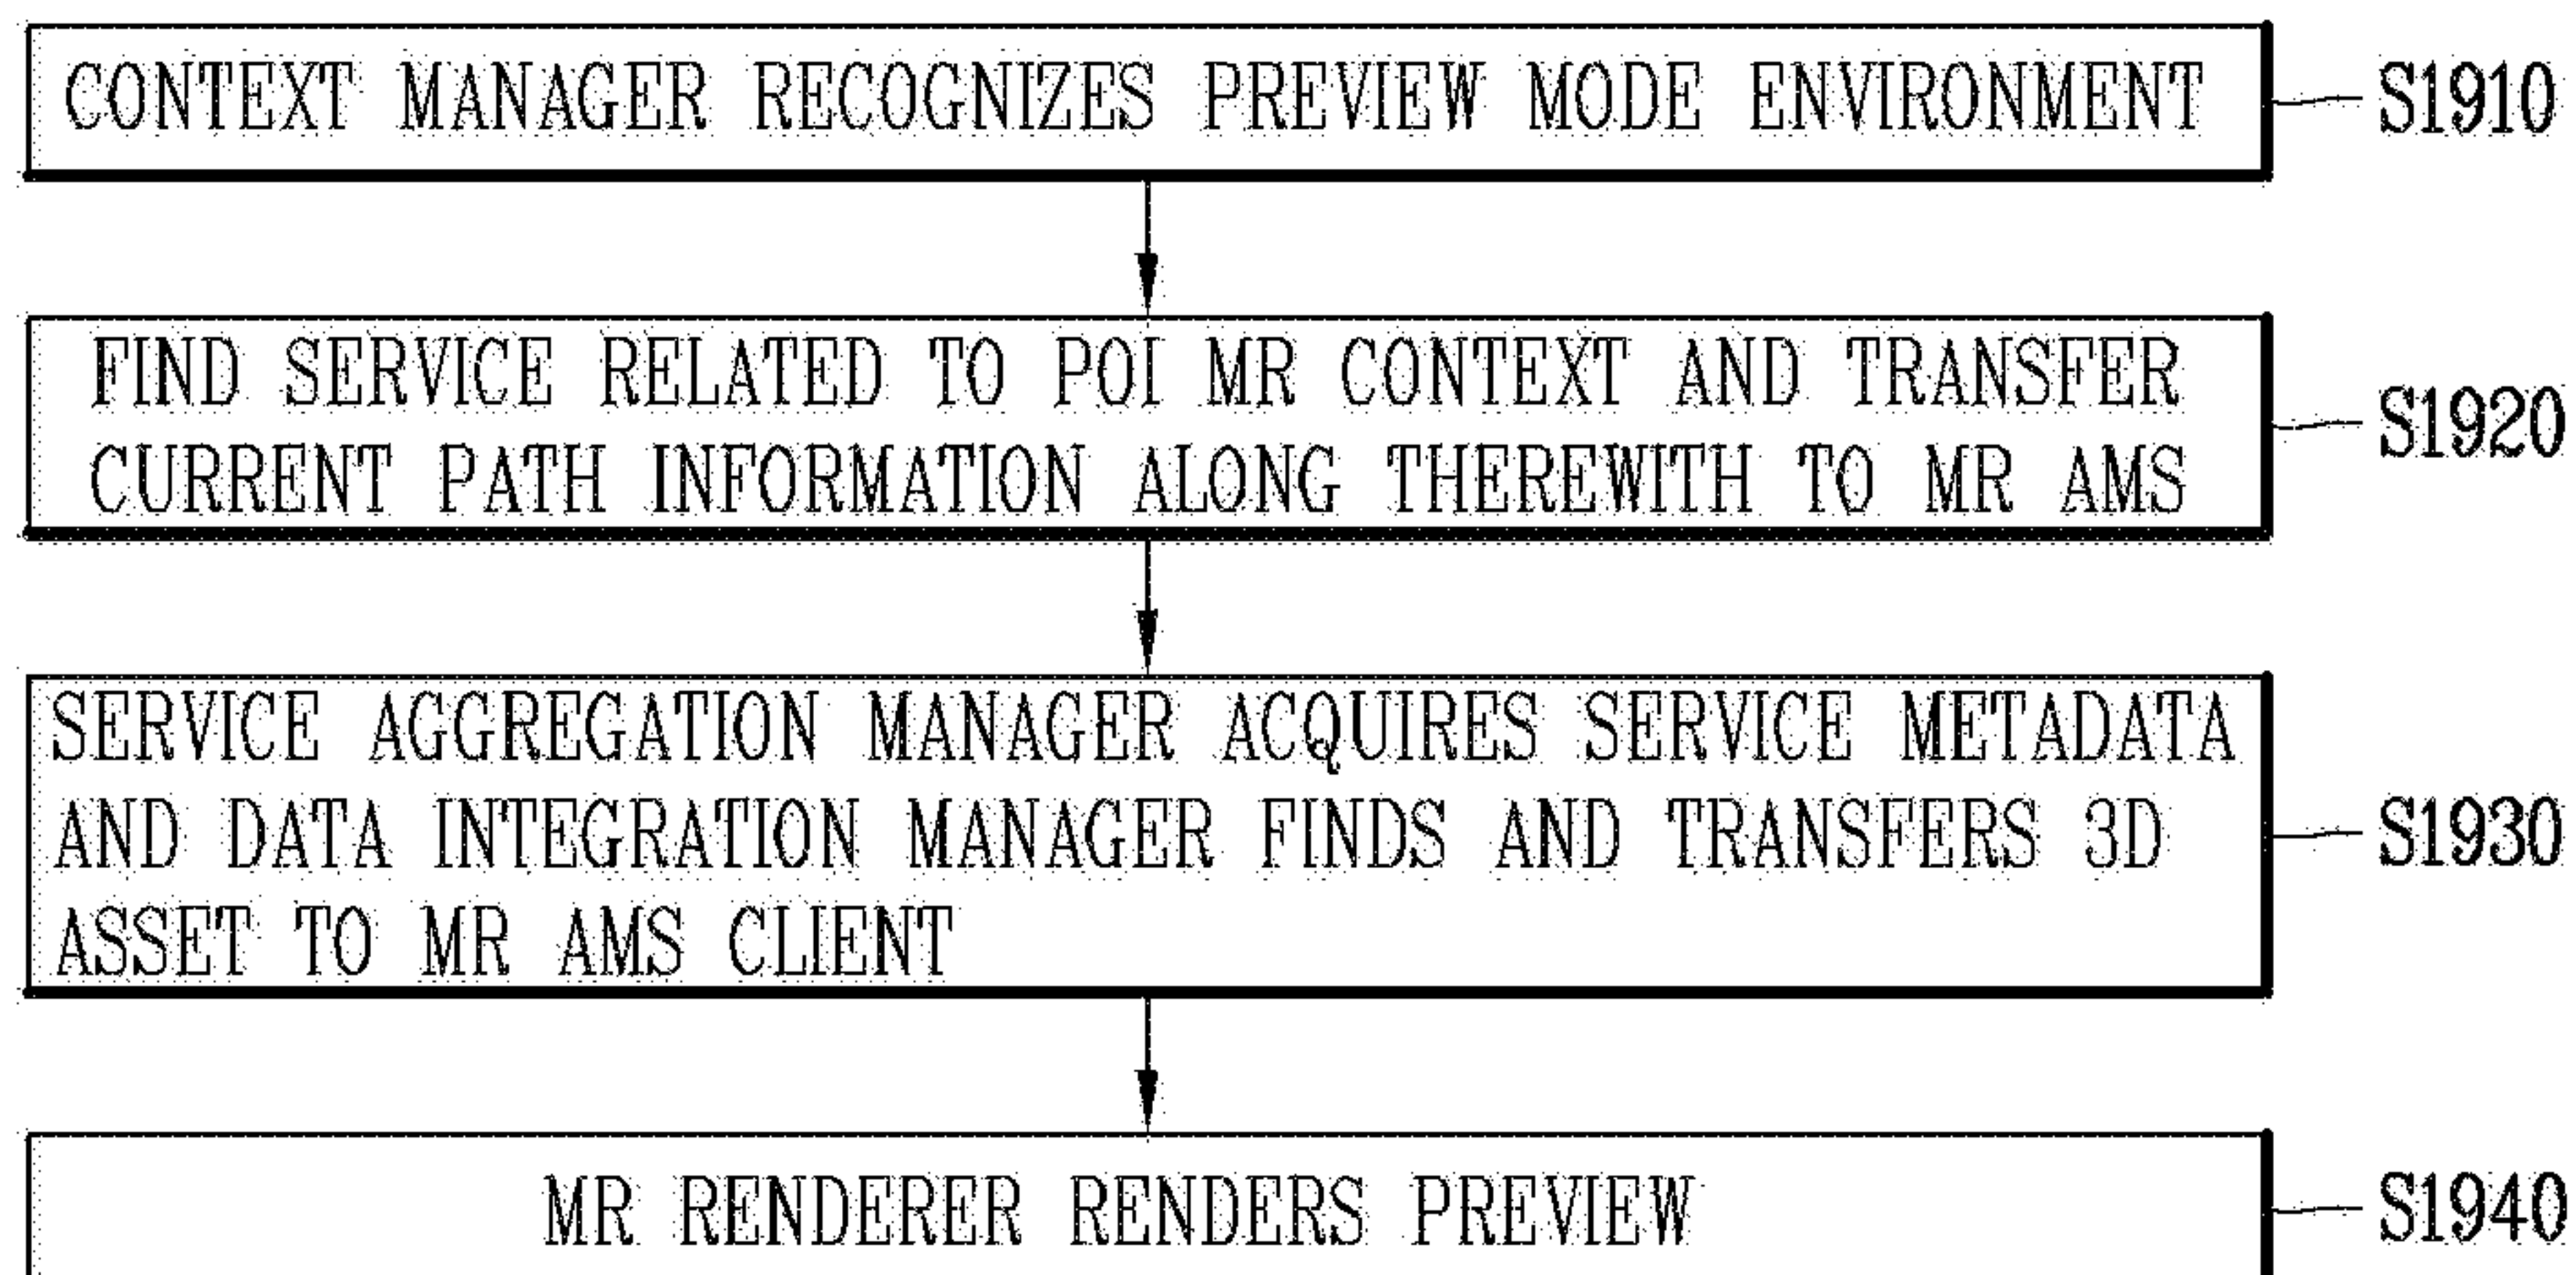 CONTEXT MANAGER RECOGNIZES PREVIEW MODE ENVIRONMENT
S1910
FIND SERVICE RELATED TO POI MR CONTEXT AND TRANSFER
CURRENT PATH INFORMATION ALONG THEREWITH TO MR AMS
S1920
SERVICE AGGREGATION MANAGER ACQUIRES SERVICE METADATA
AND DATA INTEGRATION MANAGER FINDS AND TRANSFERS 3D
ASSET TO MR AMS CLIENT
S1930
MR RENDERER RENDERS PREVIEW
S1940